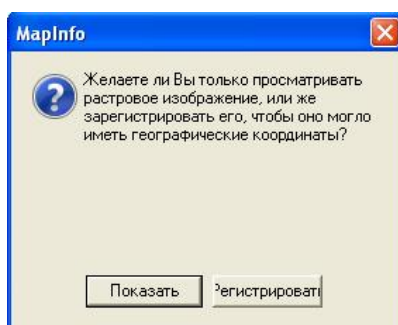 MapInfo
Желаете ли Вы только просматривать
растровое изображение, или же
зарегистрировать его, чтобы оно могло
иметь географические координаты?
Показать
Регистрировать